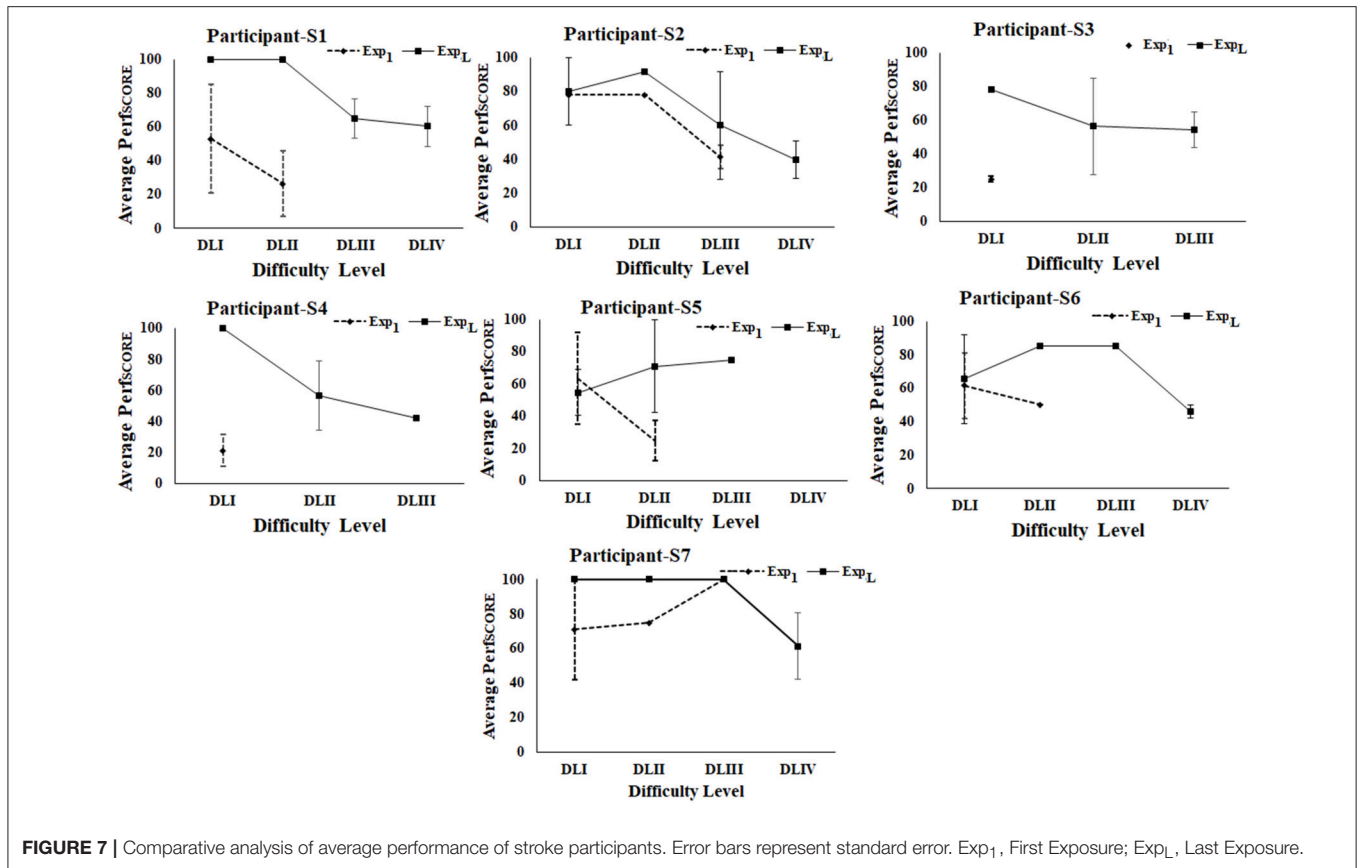 Participant-S1
Exp1 ExpL
100
80
60
40
20
0
Average PerfSCORE
DLI DLII DLIII DLIV
Difficulty Level
Participant-S2
Exp1 ExpL
100
80
60
40
20
0
Average PerfSCORE
DLI DLII DLIII DLIV
Difficulty Level
Participant-S3
Exp1 ExpL
100
80
60
40
20
0
Average PerfSCORE
DLI DLII DLIII
Difficulty Level
Participant-S4
Exp1 ExpL
100
80
60
40
20
0
Average PerfSCORE
DLI DLII DLIII
Difficulty Level
Participant-S5
Exp1 ExpL
100
80
60
40
20
0
Average PerfSCORE
DLI DLII DLIII DLIV
Difficulty Level
Participant-S6
Exp1 ExpL
100
80
60
40
20
0
Average PerfSCORE
DLI DLII DLIII DLIV
Difficulty Level
Participant-S7
Exp1 ExpL
100
80
60
40
20
0
Average PerfSCORE
DLI DLII DLIII DLIV
Difficulty Level
FIGURE 7 | Comparative analysis of average performance of stroke participants. Error bars represent standard error. Exp1, First Exposure; ExpL, Last Exposure.